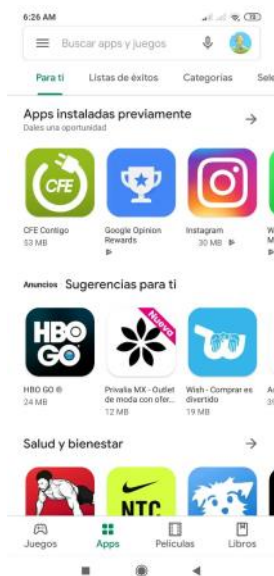 6:26 AM
Buscar apps y juegos
Para ti Listas de éxitos Categorías Sele
Apps instaladas previamente
Dales una oportunidad
CFE
CFE Contigo
53 MB
Google Opinion
Rewards
Instagram
30 MB
W
M
Anuncios Sugerencias para ti
HBO
GO
Nueva
HBO GO ®
24 MB
Privalia MX - Outlet
de moda con ofer...
12 MB
Wish - Comprar es
divertido
19 MB
Salud y bienestar
NTC
Juegos Apps Películas Libros